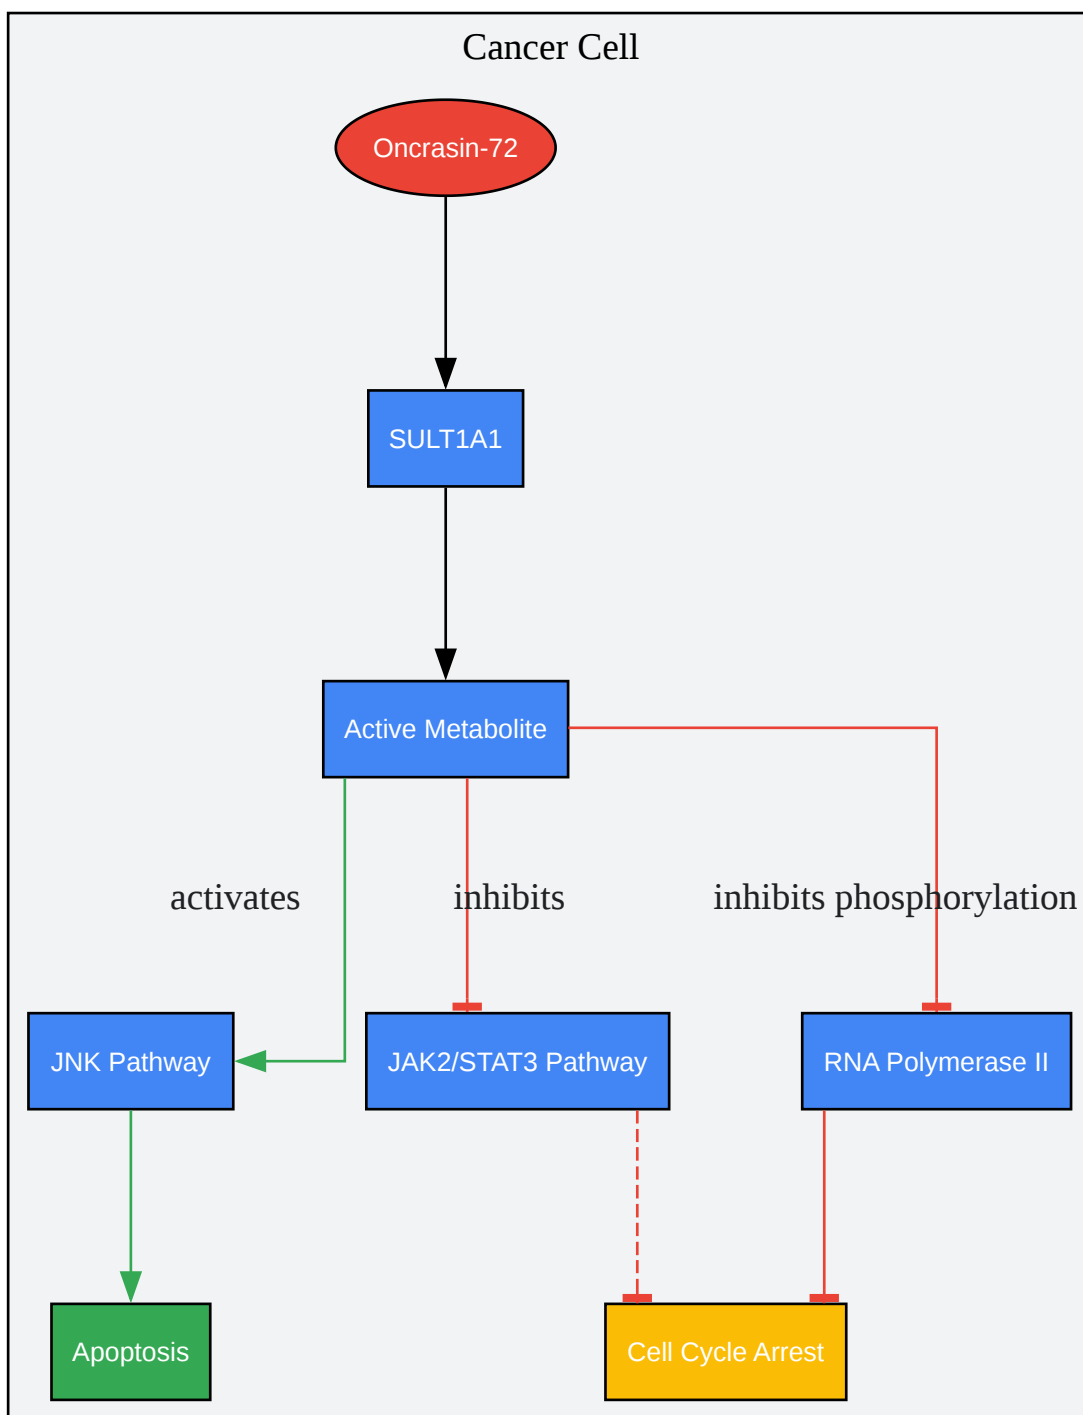 Cancer Cell
Oncrasin-72
SULT1A1
Active Metabolite
activates
inhibits
inhibits phosphorylation
JNK Pathway
JAK2/STAT3 Pathway
RNA Polymerase II
Apoptosis
Cell Cycle Arrest